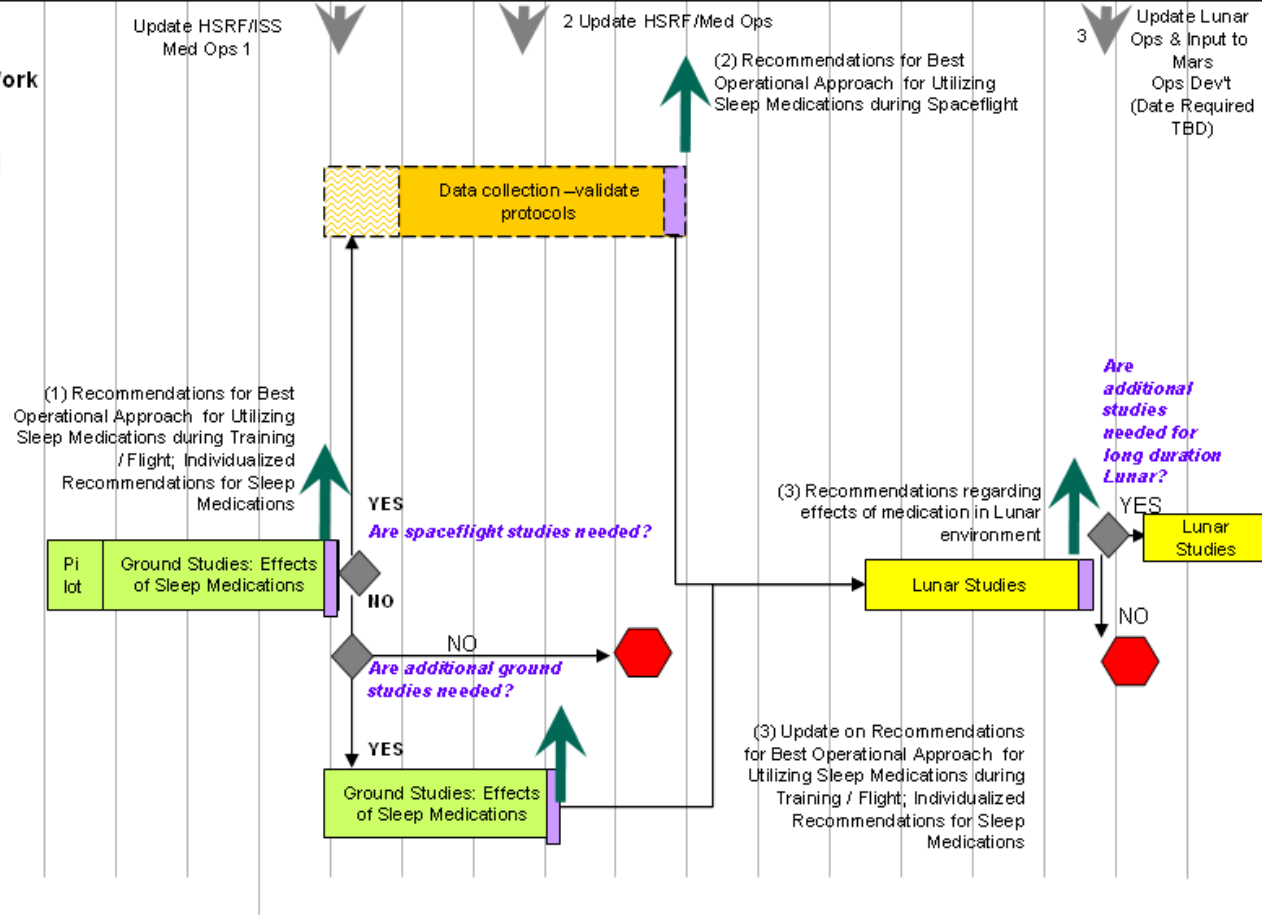 Update HSRF/ISS
Med Ops 1
2 Update HSRF/Med Ops
3
Update Lunar
Ops & Input to
Mars
Ops Dev't
(Date Required
TBD)
ork
(2) Recommendations for Best
Operational Approach for Utilizing
Sleep Medications during Spaceflight
Data collection –validate
protocols
(1) Recommendations for Best
Operational Approach for Utilizing
Sleep Medications during Training
/ Flight; Individualized
Recommendations for Sleep
Medications
Are
additional
studies
needed for
long duration
Lunar?
YES
Are spaceflight studies needed?
(3) Recommendations regarding
effects of medication in Lunar
environment
YES
Lunar
Studies
Pi
lot
Ground Studies: Effects
of Sleep Medications
NO
Lunar Studies
NO
NO
Are additional ground
studies needed?
YES
Ground Studies: Effects
of Sleep Medications
(3) Update on Recommendations
for Best Operational Approach for
Utilizing Sleep Medications during
Training / Flight; Individualized
Recommendations for Sleep
Medications